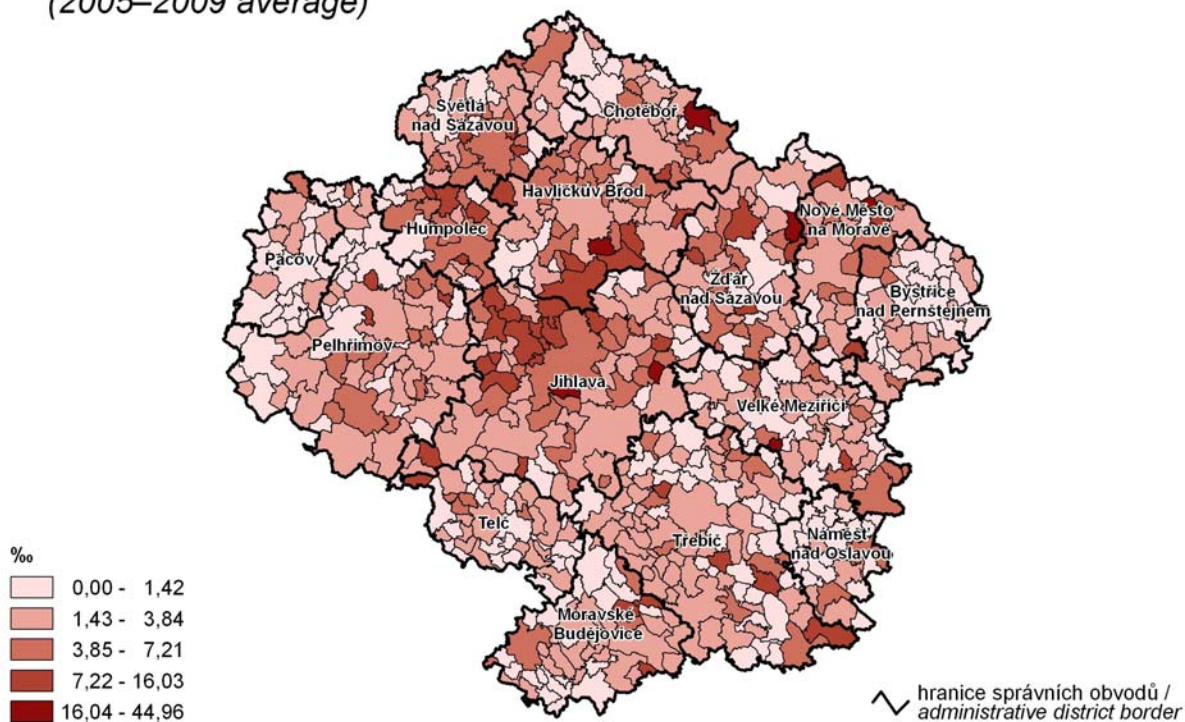 (2005–2009 average)
Světlá
nad Sázavou
Chotěboř
Havlíčkův Brod
Nové Město
na Moravě
Humpolec
Pacov
Žďár
nad Sázavou
Bystřice
nad Pernštejnem
Pelhřimov
Jihlava
Velké Meziříčí
Telč
Třebíč
Náměšť
nad Oslavou
Moravské
Budějovice
‰
0,00 - 1,42
1,43 - 3,84
3,85 - 7,21
7,22 - 16,03
16,04 - 44,96
hranice správních obvodů /
administrative district border